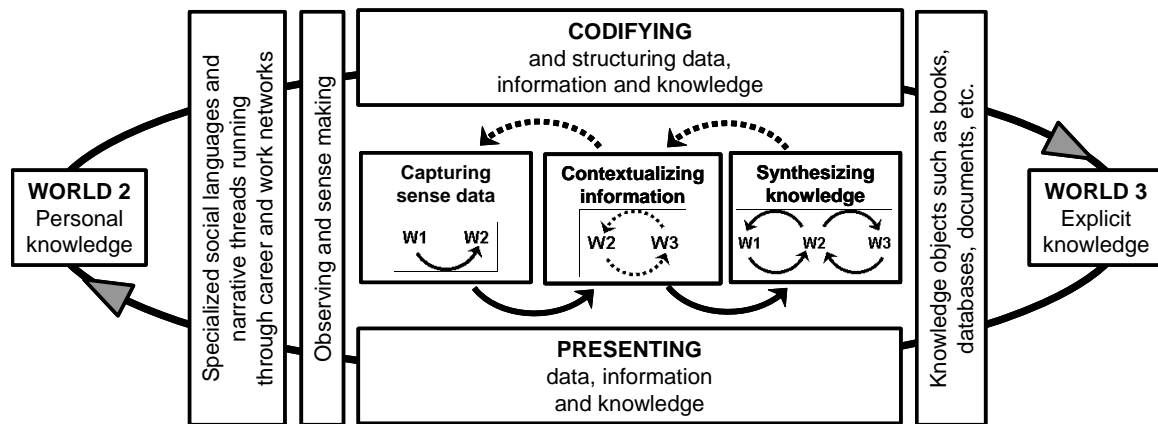 WORLD 2
Personal
knowledge
Specialized social languages and
narrative threads running
through career and work networks
Observing and sense making
CODIFYING
and structuring data,
information and knowledge
Capturing
sense data
W1 W2
Contextualizing
information
W2 W3
Synthesizing
knowledge
W1 W2 W3
PRESENTING
data, information
and knowledge
Knowledge objects such as books,
databases, documents, etc.
WORLD 3
Explicit
knowledge